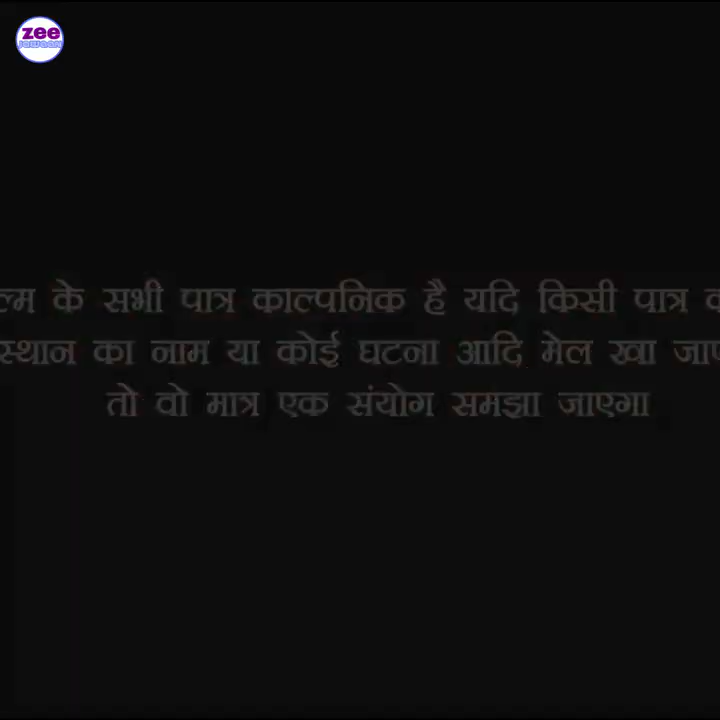 zee
ल्म के सभी पात्र काल्पनिक है यदि किसी पात्र
स्थान का नाम या कोई घटना आदि मेल खा
तो वो मात्र एक संयोग समझा जाएगा